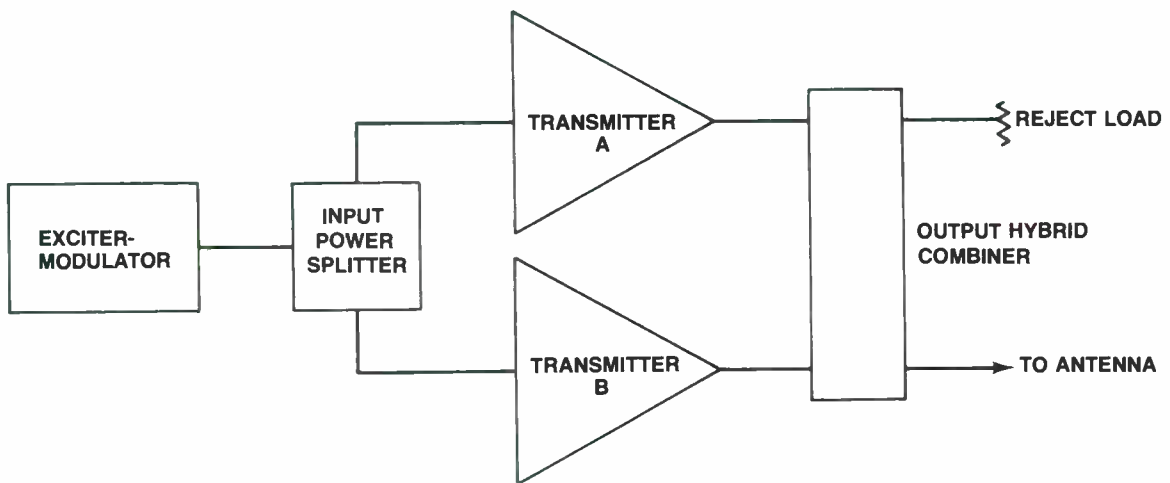 EXCITER-
MODULATOR
INPUT
POWER
SPLITTER
TRANSMITTER
A
TRANSMITTER
B
REJECT LOAD
OUTPUT HYBRID
COMBINER
TO ANTENNA